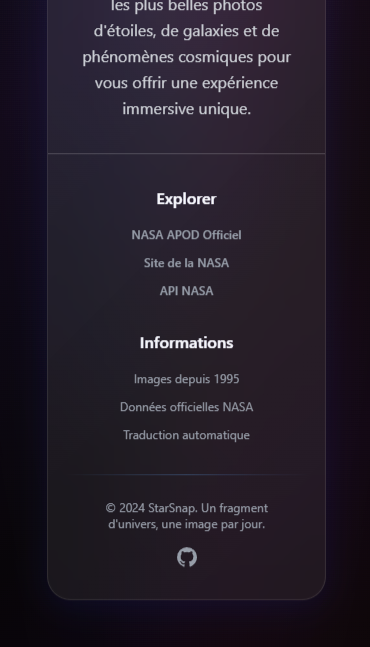 les plus belles photos
d'étoiles, de galaxies et de
phénomènes cosmiques pour
vous offrir une expérience
immersive unique.
Explorer
NASA APOD Officiel
Site de la NASA
API NASA
Informations
Images depuis 1995
Données officielles NASA
Traduction automatique
© 2024 StarSnap. Un fragment
d'univers, une image par jour.